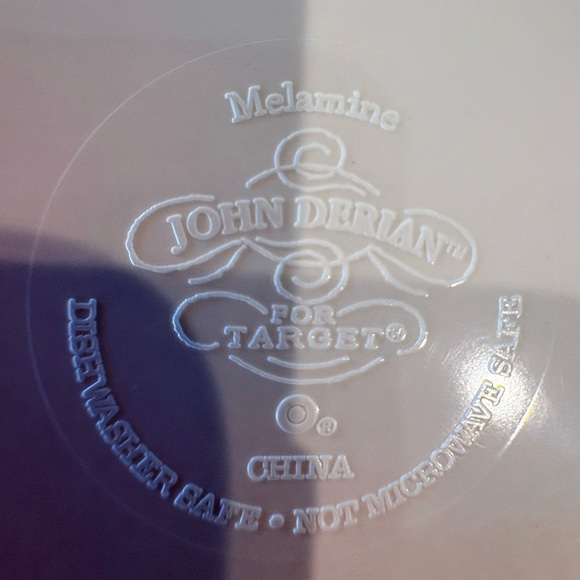 Melamine
JOHN DERIAN™
FOR
TARGET®
®
CHINA
DISHWASHER SAFE • NOT MICROWAVE SAFE